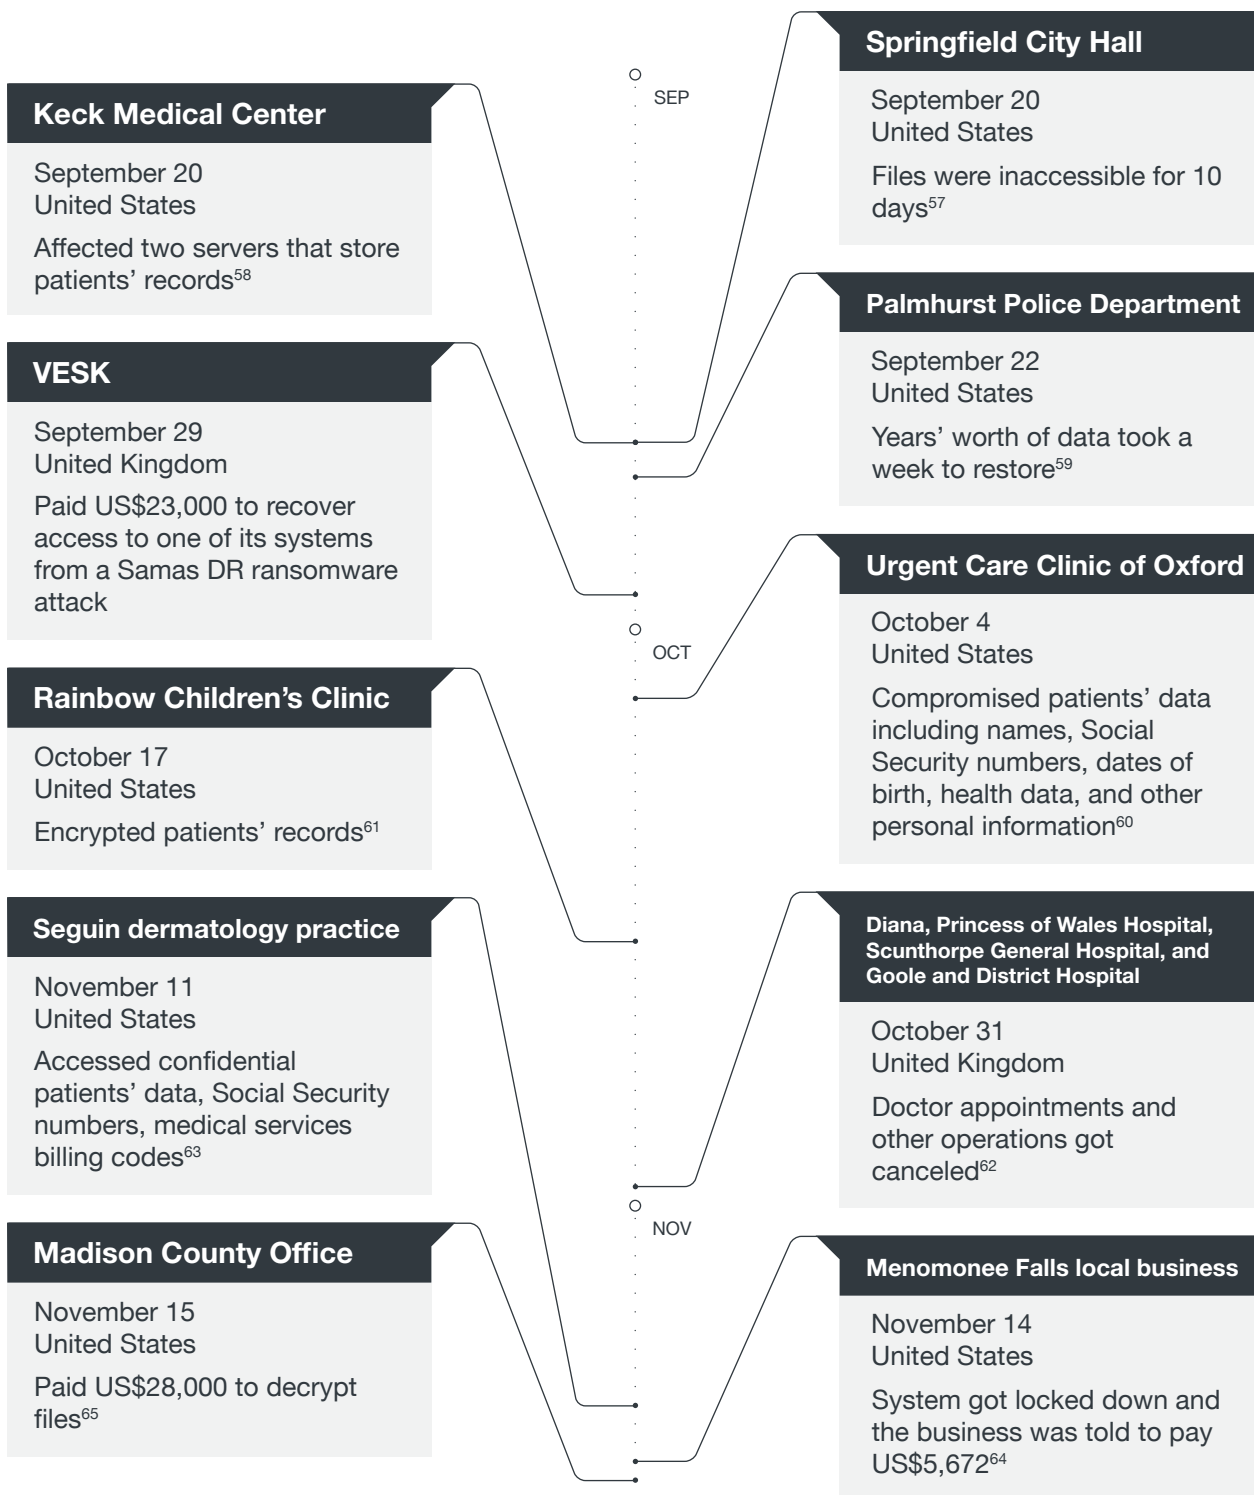 Springfield City Hall
September 20
United States
Files were inaccessible for 10
days57
SEP
Keck Medical Center
September 20
United States
Affected two servers that store
patients’ records58
Palmhurst Police Department
September 22
United States
Years’ worth of data took a
week to restore59
VESK
September 29
United Kingdom
Paid US$23,000 to recover
access to one of its systems
from a Samas DR ransomware
attack
Urgent Care Clinic of Oxford
October 4
United States
Compromised patients’ data
including names, Social
Security numbers, dates of
birth, health data, and other
personal information60
OCT
Rainbow Children’s Clinic
October 17
United States
Encrypted patients’ records61
Diana, Princess of Wales Hospital,
Scunthorpe General Hospital, and
Goole and District Hospital
October 31
United Kingdom
Doctor appointments and
other operations got
canceled62
Seguin dermatology practice
November 11
United States
Accessed confidential
patients’ data, Social Security
numbers, medical services
billing codes63
NOV
Menomonee Falls local business
November 14
United States
System got locked down and
the business was told to pay
US$5,67264
Madison County Office
November 15
United States
Paid US$28,000 to decrypt
files65